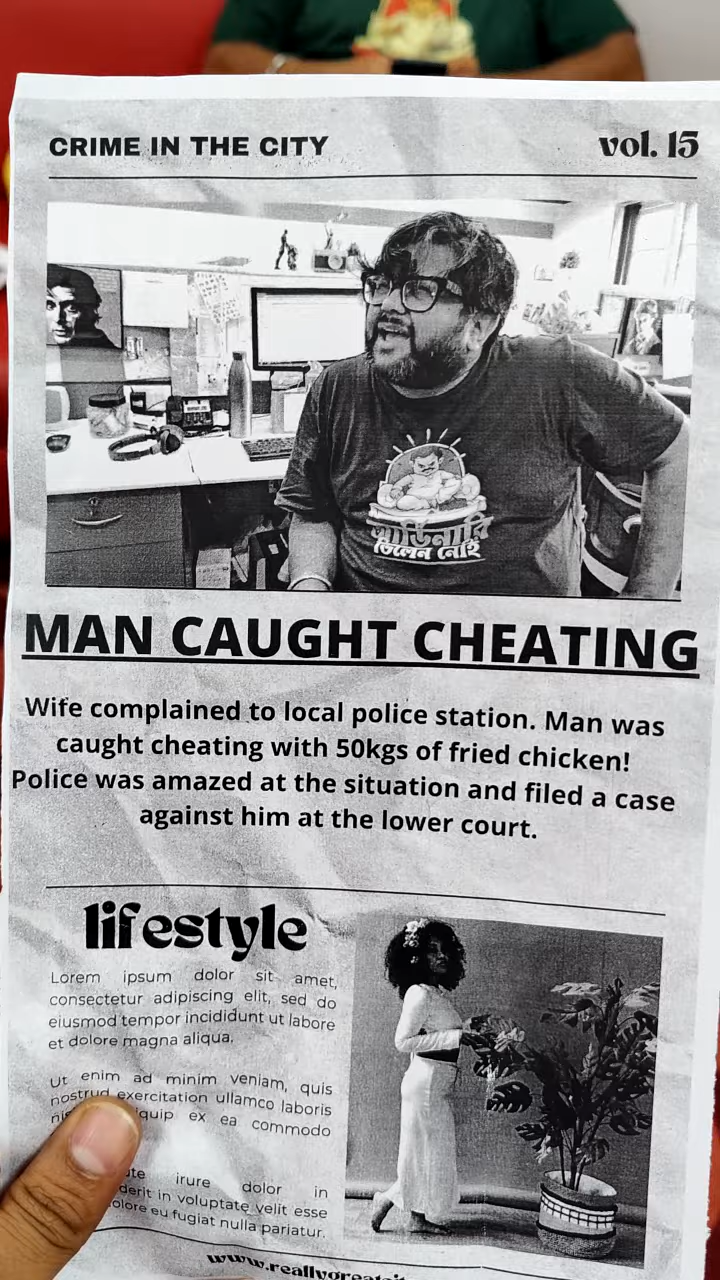 CRIME IN THE CITY
vol. 15
ভিলেন নেই
MAN CAUGHT CHEATING
Wife complained to local police station. Man was
caught cheating with 50kgs of fried chicken!
Police was amazed at the situation and filed a case
against him at the lower court.
lifestyle
Lorem ipsum dolor sit amet,
consectetur adipiscing elit, sed do
eiusmod tempor incididunt ut labore
et dolore magna aliqua.
Ut enim ad minim veniam, quis
nostrud exercitation ullamco laboris
ex ea commodo
irure dolor in
in voluptate velit esse
eu fugiat nulla pariatur.